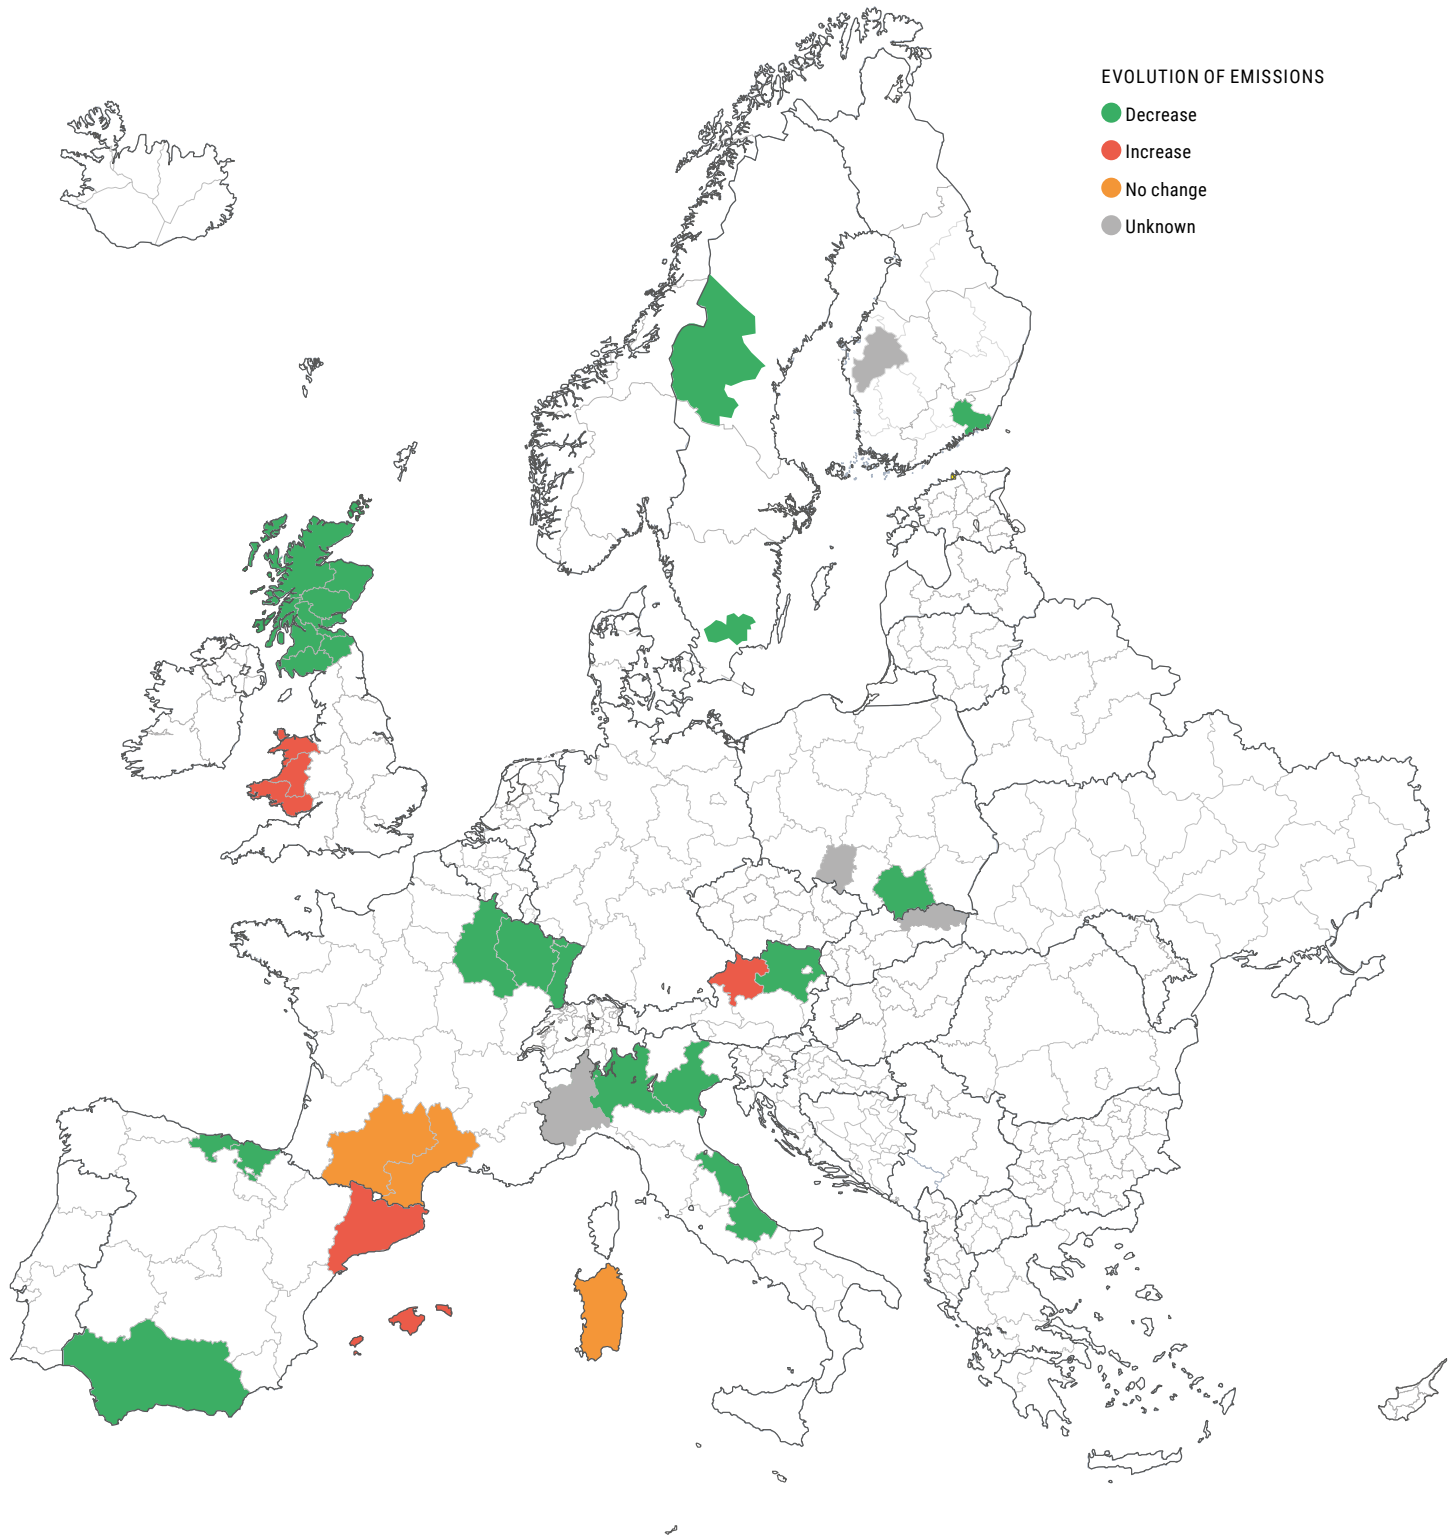 EVOLUTION OF EMISSIONS
Decrease
Increase
No change
Unknown